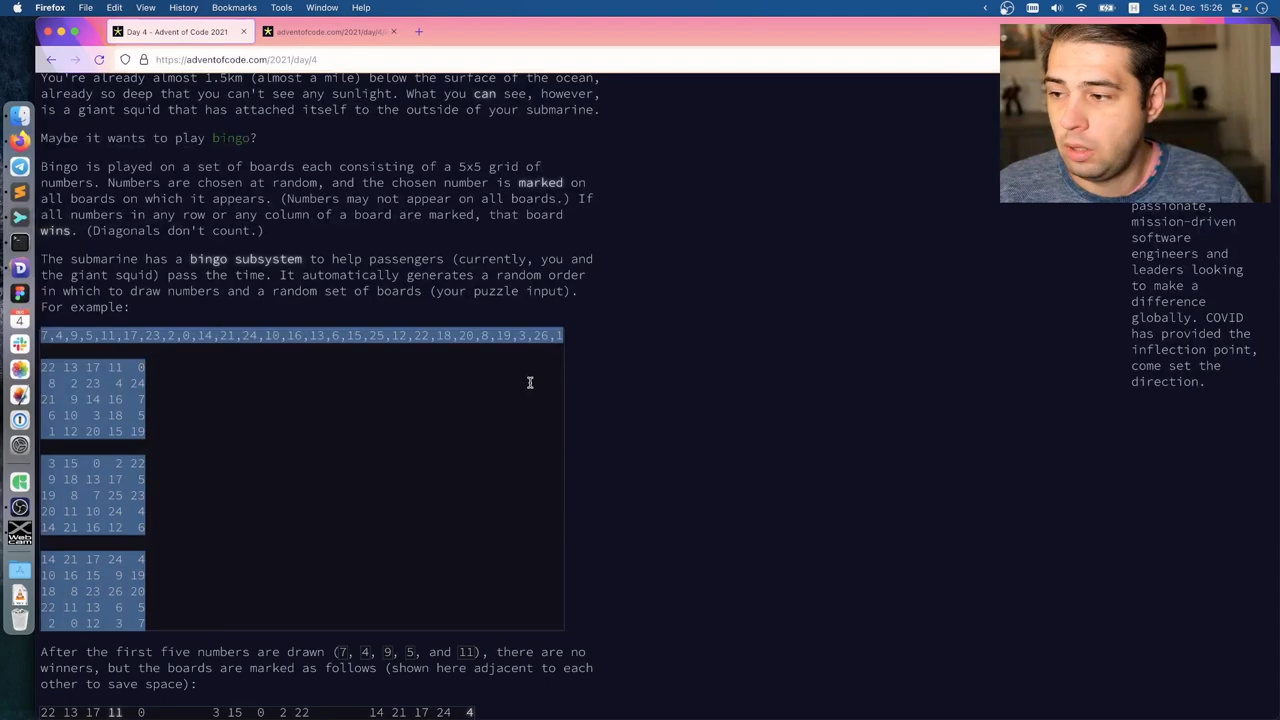 Firefox File Edit View History Bookmarks Tools Window Help Sat 4. Dec 15:26
Day 4 - Advent of Code 2021 adventofcode.com/2021/day/4/
https://adventofcode.com/2021/day/4
You're already almost 1.5km (almost a mile) below the surface of the ocean,
already so deep that you can't see any sunlight. What you can see, however,
is a giant squid that has attached itself to the outside of your submarine.
Maybe it wants to play bingo?
Bingo is played on a set of boards each consisting of a 5x5 grid of
numbers. Numbers are chosen at random, and the chosen number is marked on
all boards on which it appears. (Numbers may not appear on all boards.) If
all numbers in any row or any column of a board are marked, that board
wins. (Diagonals don't count.)
The submarine has a bingo subsystem to help passengers (currently, you and
the giant squid) pass the time. It automatically generates a random order
in which to draw numbers and a random set of boards (your puzzle input).
For example:
7,4,9,5,11,17,23,2,0,14,21,24,10,16,13,6,15,25,12,22,18,20,8,19,3,26,1
22 13 17 11 0
8 2 23 4 24
21 9 14 16 7
6 10 3 18 5
1 12 20 15 19
3 15 0 2 22
9 18 13 17 5
19 8 7 25 23
20 11 10 24 4
14 21 16 12 6
14 21 17 24 4
10 16 15 9 19
18 8 23 26 20
22 11 13 6 5
2 0 12 3 7
After the first five numbers are drawn (7, 4, 9, 5, and 11), there are no
winners, but the boards are marked as follows (shown here adjacent to each
other to save space):
22 13 17 11 0 3 15 0 2 22 14 21 17 24 4
passionate,
mission-driven
software
engineers and
leaders looking
to make a
difference
globally. COVID
has provided the
inflection point,
come set the
direction.
DEC
4
WebCam